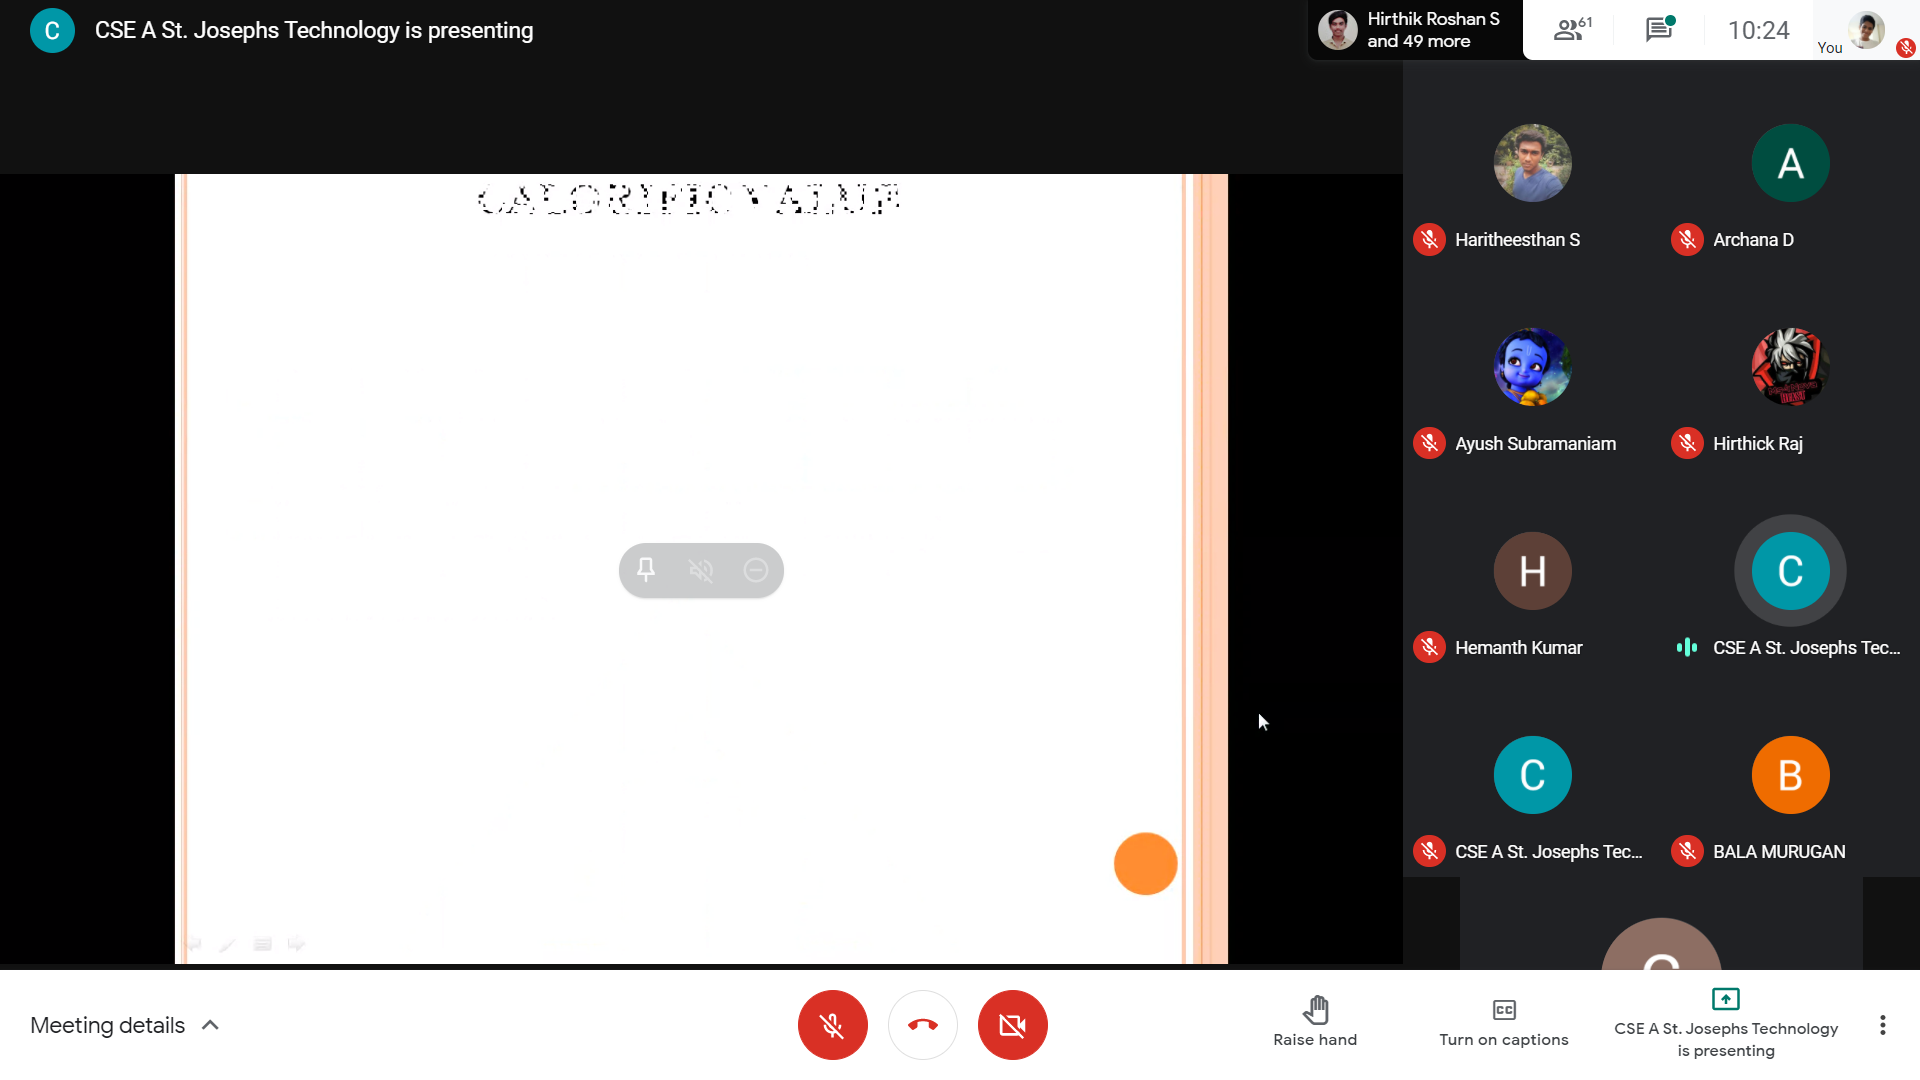 C
CSE A St. Josephs Technology is presenting
Hirthik Roshan S
and 49 more
61
10:24
You
CALORIFIC VALUE
Haritheesthan S
A
Archana D
Ayush Subramaniam
Hirthick Raj
H
Hemanth Kumar
C
CSE A St. Josephs Tec...
C
CSE A St. Josephs Tec...
B
BALA MURUGAN
Meeting details
Raise hand
CC
Turn on captions
CSE A St. Josephs Technology
is presenting